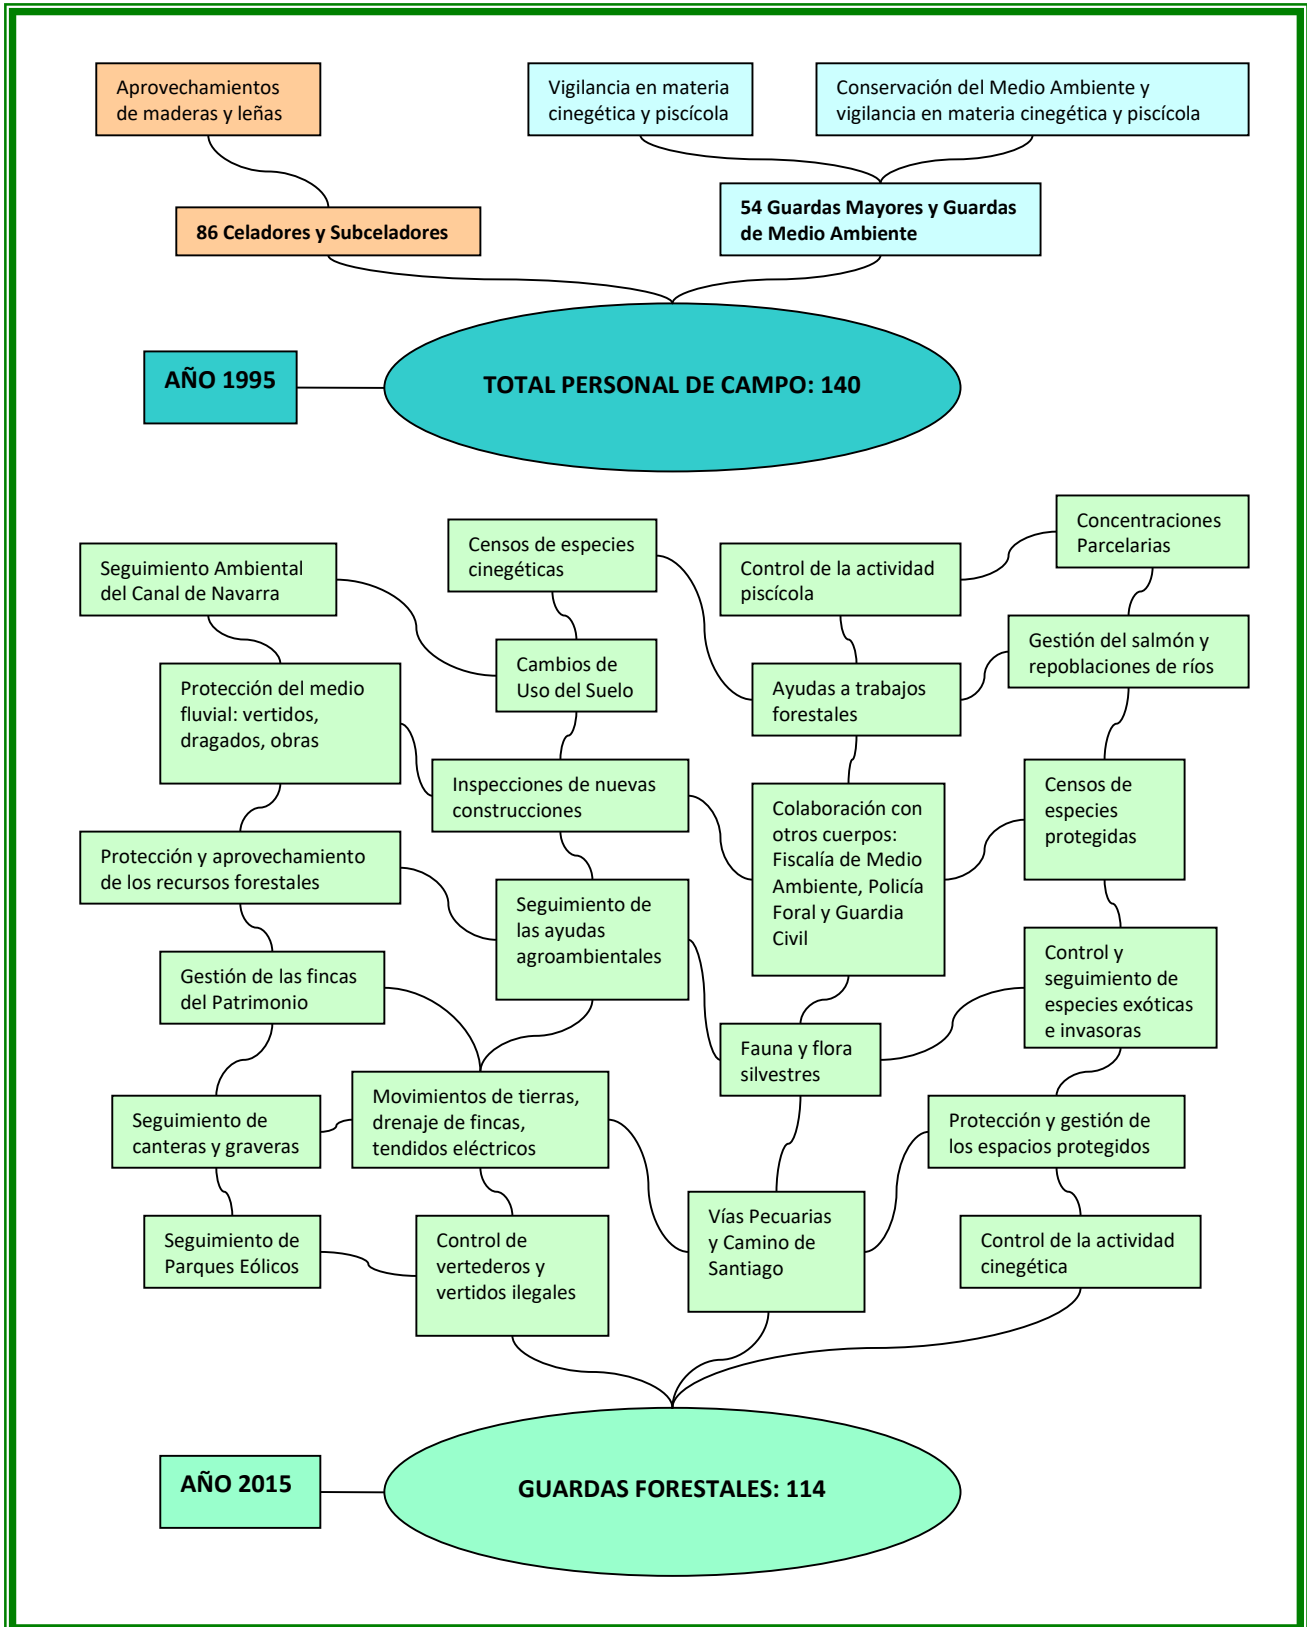 Aprovechamientos
de maderas y leñas
Vigilancia en materia
cinegética y piscícola
Conservación del Medio Ambiente y
vigilancia en materia cinegética y piscícola
86 Celadores y Subceladores
54 Guardas Mayores y Guardas
de Medio Ambiente
AÑO 1995
TOTAL PERSONAL DE CAMPO: 140
Concentraciones
Parcelarias
Censos de especies
cinegéticas
Seguimiento Ambiental
del Canal de Navarra
Control de la actividad
piscícola
Gestión del salmón y
repoblaciones de ríos
Cambios de
Uso del Suelo
Protección del medio
fluvial: vertidos,
dragados, obras
Ayudas a trabajos
forestales
Inspecciones de nuevas
construcciones
Colaboración con
otros cuerpos:
Fiscalía de Medio
Ambiente, Policía
Foral y Guardia
Civil
Censos de
especies
protegidas
Protección y aprovechamiento
de los recursos forestales
Seguimiento de
las ayudas
agroambientales
Gestión de las fincas
del Patrimonio
Control y
seguimiento de
especies exóticas
e invasoras
Fauna y flora
silvestres
Movimientos de tierras,
drenaje de fincas,
tendidos eléctricos
Seguimiento de
canteras y graveras
Protección y gestión de
los espacios protegidos
Vías Pecuarias
y Camino de
Santiago
Seguimiento de
Parques Eólicos
Control de
vertederos y
vertidos ilegales
Control de la actividad
cinegética
AÑO 2015
GUARDAS FORESTALES: 114